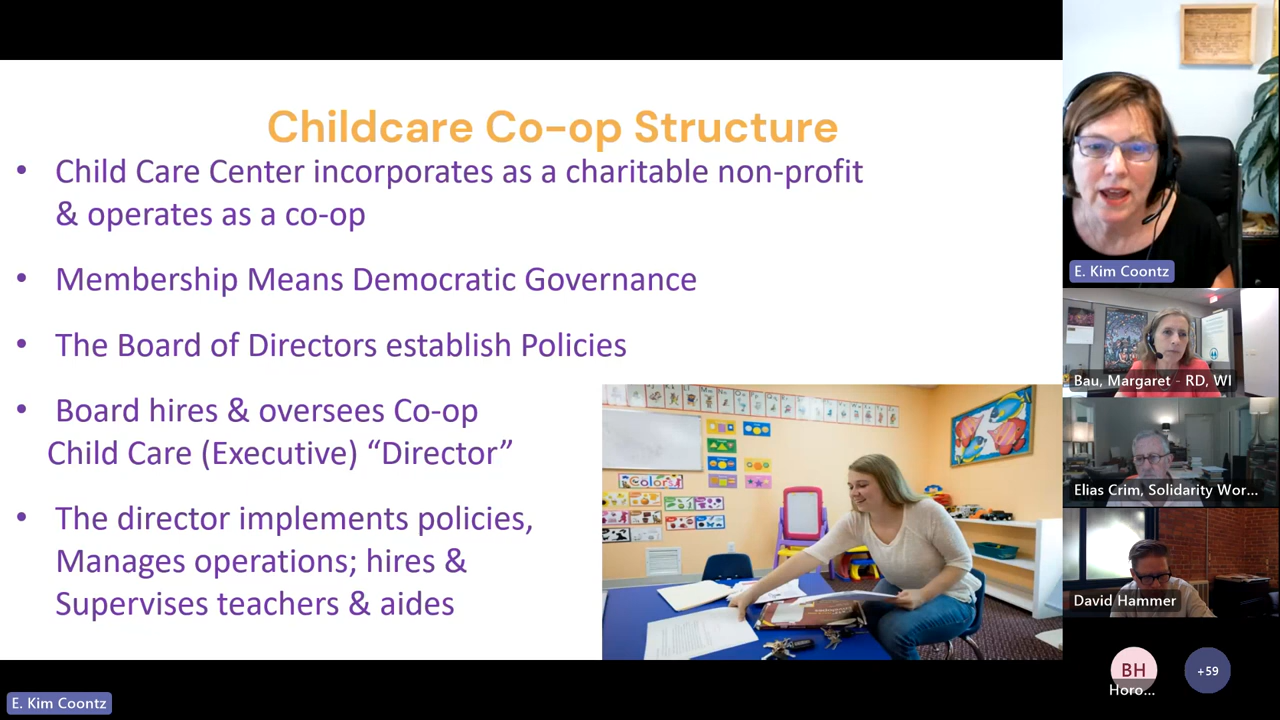 Childcare Co-op Structure
• Child Care Center incorporates as a charitable non-profit
& operates as a co-op
• Membership Means Democratic Governance
• The Board of Directors establish Policies
• Board hires & oversees Co-op
Child Care (Executive) “Director”
• The director implements policies,
Manages operations; hires &
Supervises teachers & aides
Colors!
E. Kim Coontz
Bau, Margaret - RD, WI
Elias Crim, Solidarity Wor...
David Hammer
BH
Horo...
+59
E. Kim Coontz